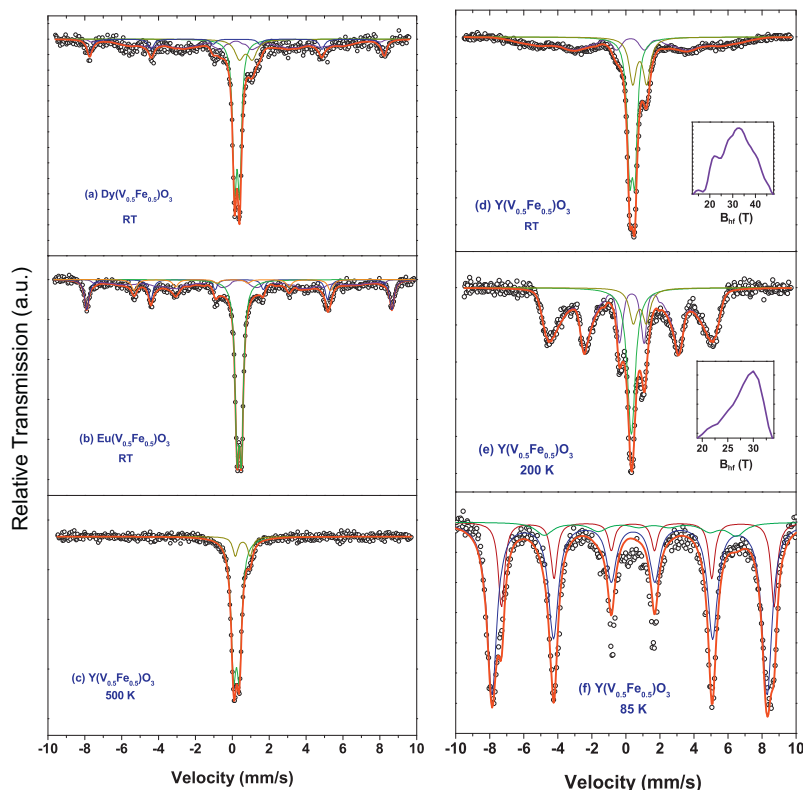 Relative Transmission (a.u.)
(a) Dy(V0.5Fe0.5)O3
RT
(b) Eu(V0.5Fe0.5)O3
RT
(c) Y(V0.5Fe0.5)O3
500 K
-10 -8 -6 -4 -2 0 2 4 6 8 10
Velocity (mm/s)
(d) Y(V0.5Fe0.5)O3
RT
20 30 40
Bhf (T)
(e) Y(V0.5Fe0.5)O3
200 K
20 25 30
Bhf (T)
(f) Y(V0.5Fe0.5)O3
85 K
-10 -8 -6 -4 -2 0 2 4 6 8 10
Velocity (mm/s)